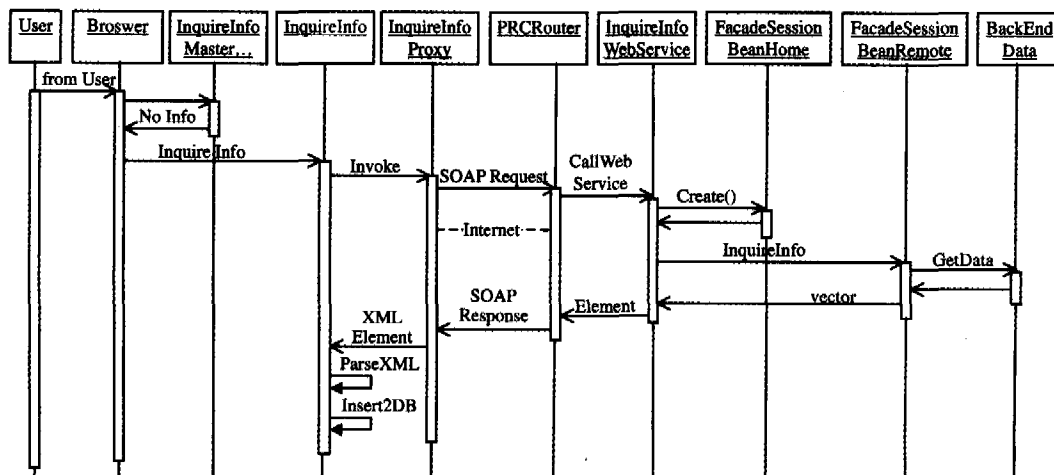 User
Broswer
InquireInfo
Master...
InquireInfo
InquireInfo
Proxy
PRCRouter
InquireInfo
WebService
FacadeSession
BeanHome
FacadeSession
BeanRemote
BackEnd
Data
from User
No Info
Inquire Info
Invoke
SOAP Request
CallWeb
Service
Create()
Internet
InquireInfo
GetData
vector
Element
SOAP
Response
XML
Element
ParseXML
Insert2DB